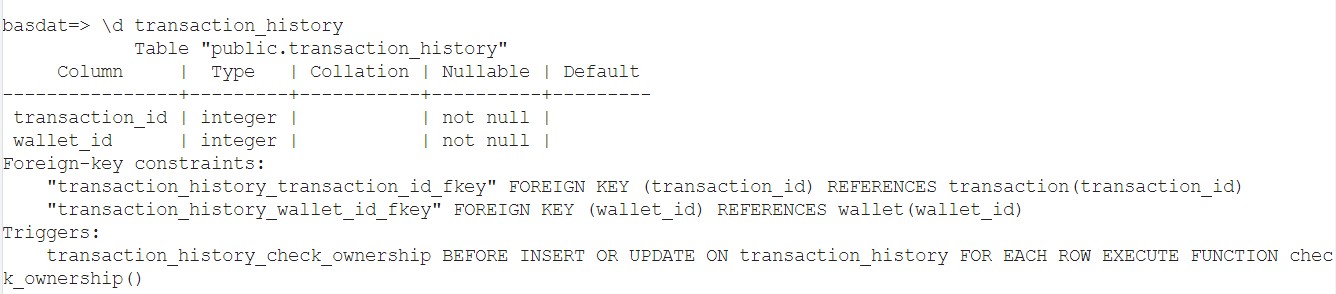 basdat=> \d transaction_history
            Table "public.transaction_history"
     Column     |  Type   | Collation | Nullable | Default
----------------+---------+-----------+----------+---------
 transaction_id | integer |           | not null |
 wallet_id      | integer |           | not null |
Foreign-key constraints:
    "transaction_history_transaction_id_fkey" FOREIGN KEY (transaction_id) REFERENCES transaction(transaction_id)
    "transaction_history_wallet_id_fkey" FOREIGN KEY (wallet_id) REFERENCES wallet(wallet_id)
Triggers:
    transaction_history_check_ownership BEFORE INSERT OR UPDATE ON transaction_history FOR EACH ROW EXECUTE FUNCTION chec
k_ownership()